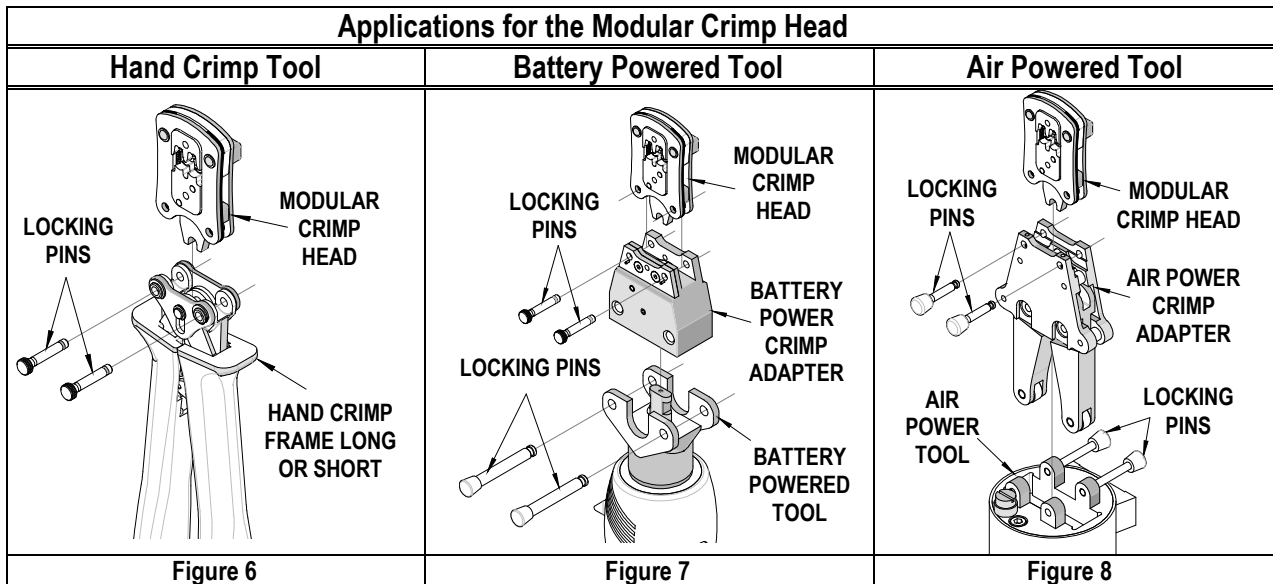 Applications for the Modular Crimp Head
Hand Crimp Tool
Battery Powered Tool
Air Powered Tool
LOCKING
PINS
MODULAR
CRIMP
HEAD
HAND CRIMP
FRAME LONG
OR SHORT
LOCKING
PINS
MODULAR
CRIMP
HEAD
BATTERY
POWER
CRIMP
ADAPTER
LOCKING PINS
BATTERY
POWERED
TOOL
LOCKING
PINS
MODULAR
CRIMP HEAD
AIR POWER
CRIMP
ADAPTER
AIR
POWER
TOOL
LOCKING
PINS
Figure 6
Figure 7
Figure 8